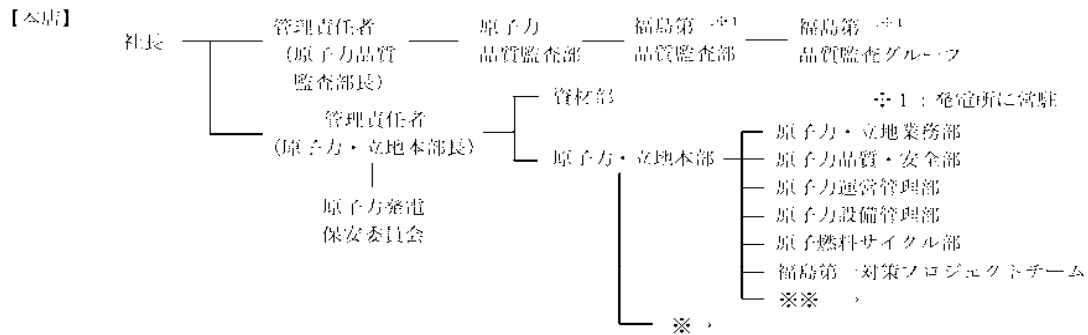 【本店】
社長
管理責任者
(原子力品質
監査部長)
原子力
品質監査部
福島第一※1
品質監査部
福島第一※1
品質監査グループ
※1：発電所に常駐
管理責任者
(原子力・立地本部長)
原子力発電
保安委員会
資材部
原子力・立地本部
原子力・立地業務部
原子力品質・安全部
原子力運営管理部
原子力設備管理部
原子燃料サイクル部
福島第一対策プロジェクトチーム
※※ →
※ →